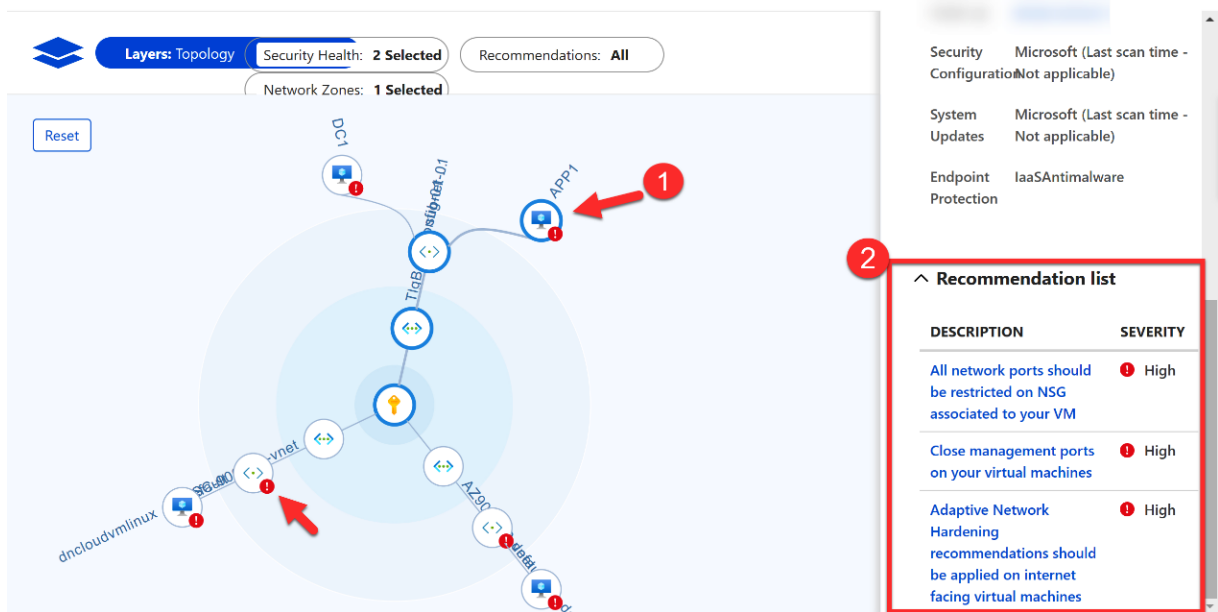 Layers: Topology
Security Health: 2 Selected
Recommendations: All
Network Zones: 1 Selected
Reset
DC1
APP1
1
dncloudvmlinux
-vnet
AZ90
2
Security Configuration
Microsoft (Last scan time -
Not applicable)
System
Updates
Microsoft (Last scan time -
Not applicable)
Endpoint
Protection
IaaSAntimalware
Recommendation list
DESCRIPTION SEVERITY
All network ports should
be restricted on NSG
associated to your VM
High
Close management ports
on your virtual machines
High
Adaptive Network
Hardening
recommendations should
be applied on internet
facing virtual machines
High